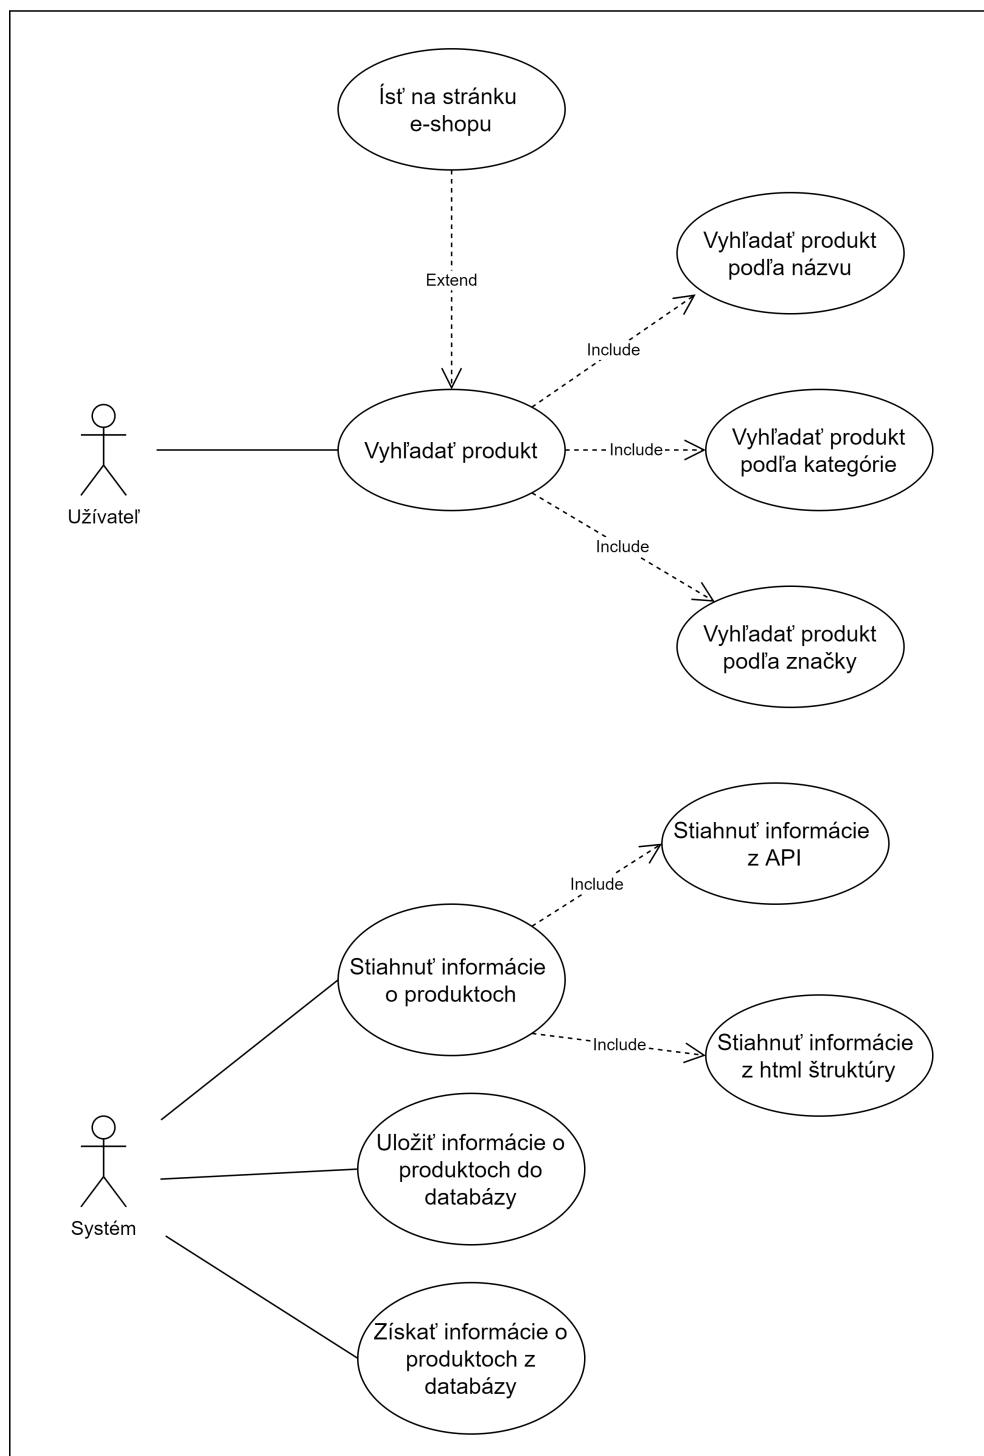 Ísť na stránku
e-shopu
Vyhľadať produkt
podľa názvu
Extend
Include
Vyhľadať produkt
Include
Vyhľadať produkt
podľa kategórie
Užívateľ
Include
Vyhľadať produkt
podľa značky
Stiahnuť informácie
z API
Include
Stiahnuť informácie
o produktoch
Include
Stiahnuť informácie
z html štruktúry
Uložiť informácie o
produktoch do
databázy
Systém
Získať informácie o
produktoch z
databázy